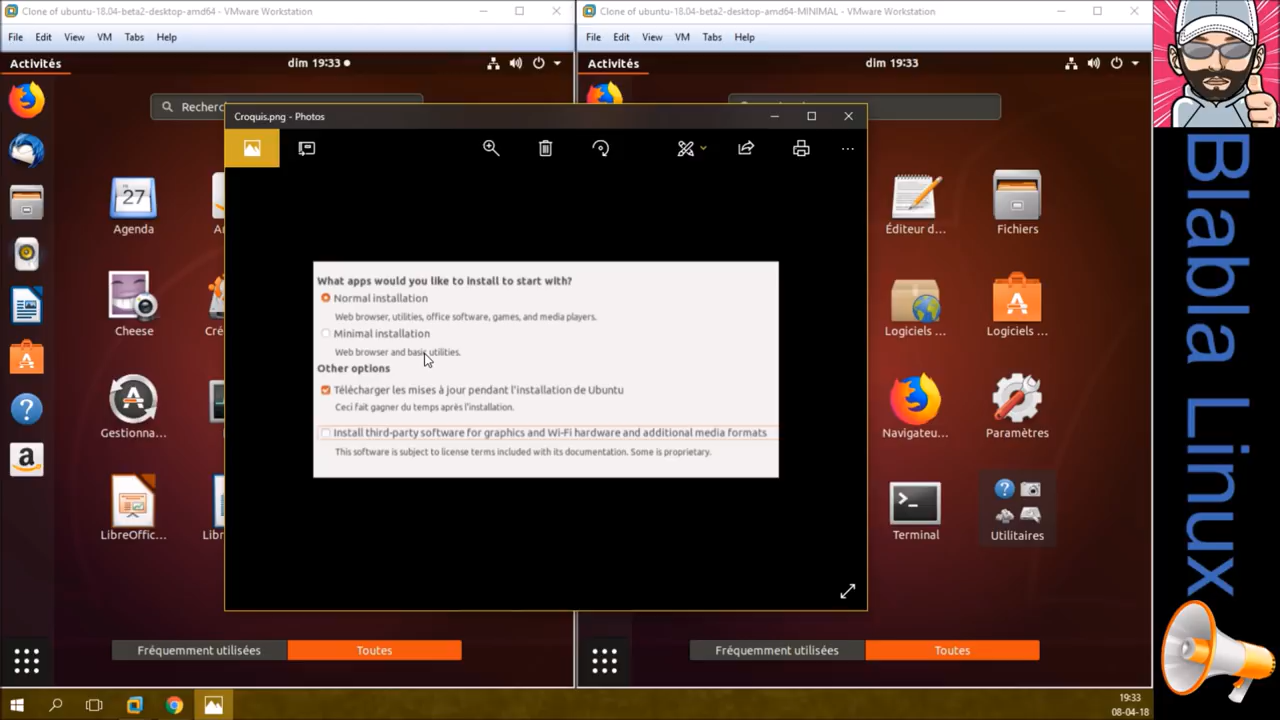 Clone of ubuntu-18.04-beta2-desktop-amd64 - VMware Workstation
File Edit View VM Tabs Help
Activités
dim 19:33
Recherc
Agenda
Cheese
Cré
Gestionna...
LibreOffic...
Libr
Fréquemment utilisées
Toutes
Clone of ubuntu-18.04-beta2-desktop-amd64-MINIMAL - VMware Workstation
File Edit View VM Tabs Help
Activités
dim 19:33
Éditeur d...
Fichiers
Logiciels ...
Logiciels ...
Navigateu...
Paramètres
Terminal
Utilitaires
Fréquemment utilisées
Toutes
Croquis.png - Photos
What apps would you like to install to start with?
Normal installation
Web browser, utilities, office software, games, and media players.
Minimal installation
Web browser and basic utilities.
Other options
Télécharger les mises à jour pendant l'installation de Ubuntu
Ceci fait gagner du temps après l'installation.
Install third-party software for graphics and Wi-Fi hardware and additional media formats
This software is subject to license terms included with its documentation. Some is proprietary.
27
a
Blabla Linux
19:33
08-04-18